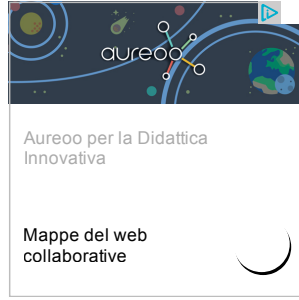 aureoo
Aureoo per la Didattica
Innovativa
Mappe del web
collaborative